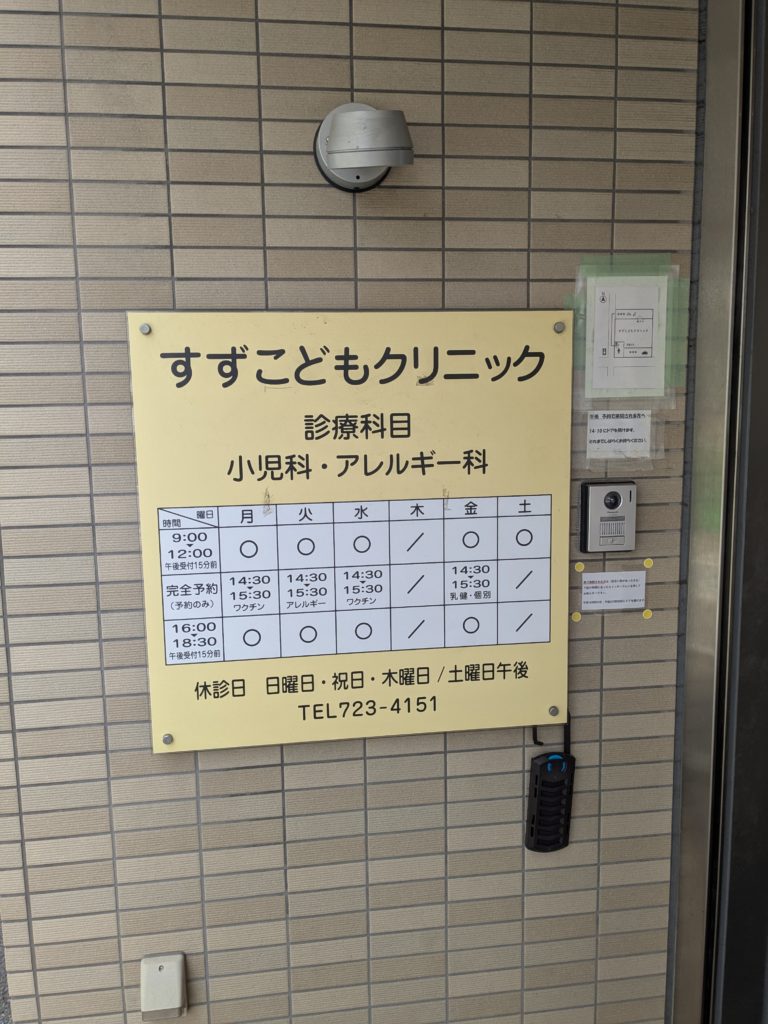 すずこどもクリニック
診療科目
小児科・アレルギー科
時間 曜日 月 火 水 木 金 土
9:00
▼
12:00
午後受付15分前
○ ○ ○ / ○ ○
完全予約
(予約のみ)
14:30
▼
15:30
ワクチン
14:30
▼
15:30
アレルギー
14:30
▼
15:30
ワクチン
/
14:30
▼
15:30
乳健・個別
/
16:00
▼
18:30
午後受付15分前
○ ○ ○ / ○ /
休診日 日曜日・祝日・木曜日/土曜日午後
TEL723-4151